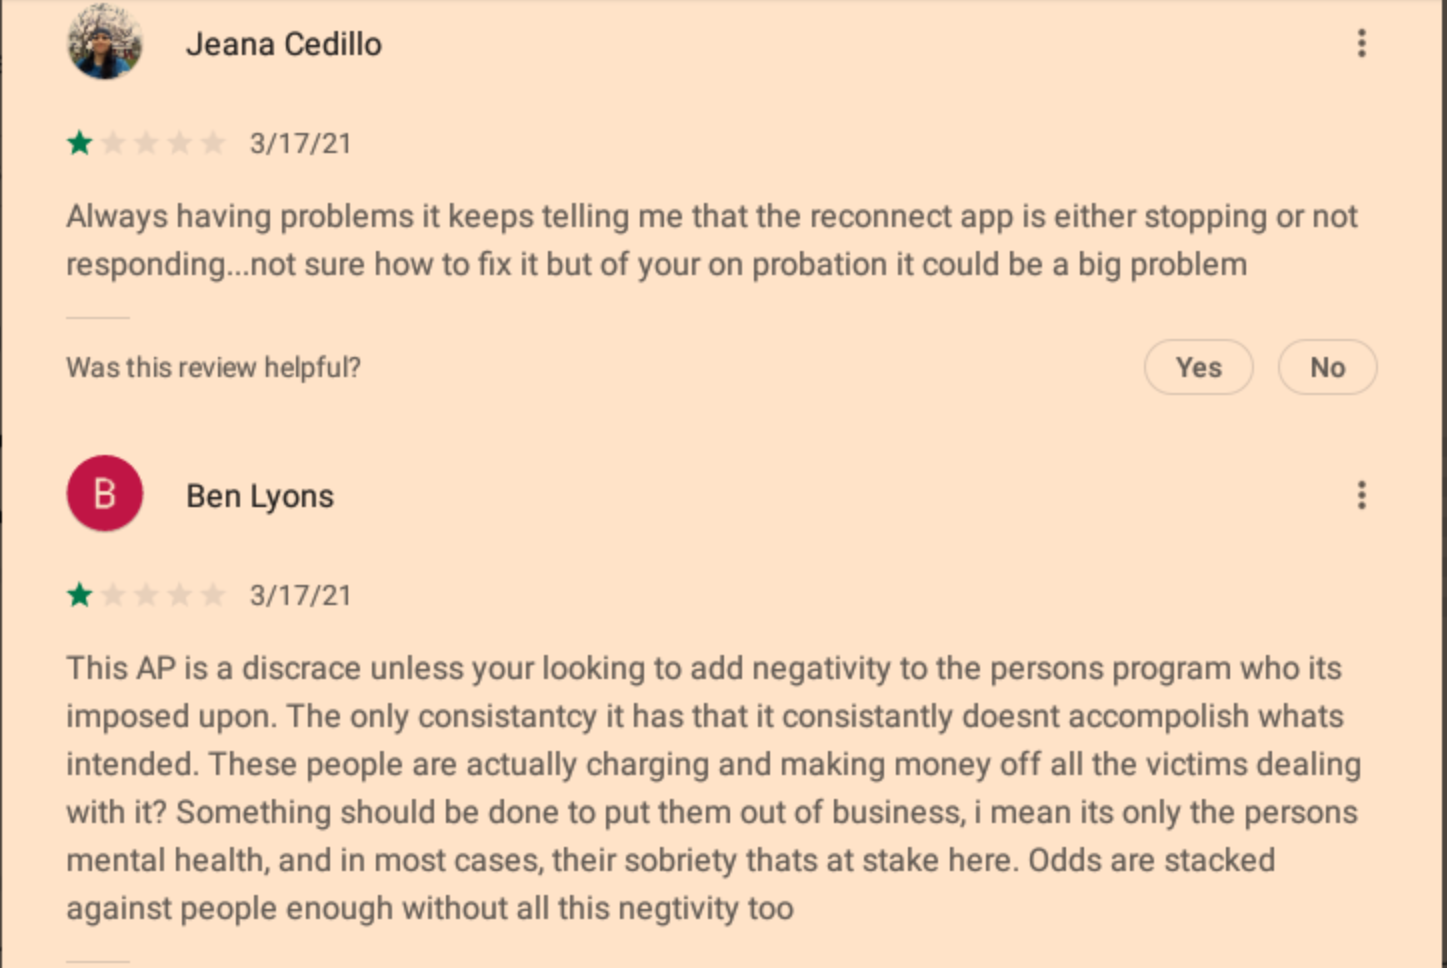 Jeana Cedillo
3/17/21
Always having problems it keeps telling me that the reconnect app is either stopping or not
responding...not sure how to fix it but of your on probation it could be a big problem
Was this review helpful?
Yes
No
B
Ben Lyons
3/17/21
This AP is a discrace unless your looking to add negativity to the persons program who its
imposed upon. The only consistantcy it has that it consistantly doesnt accompolish whats
intended. These people are actually charging and making money off all the victims dealing
with it? Something should be done to put them out of business, i mean its only the persons
mental health, and in most cases, their sobriety thats at stake here. Odds are stacked
against people enough without all this negtivity too